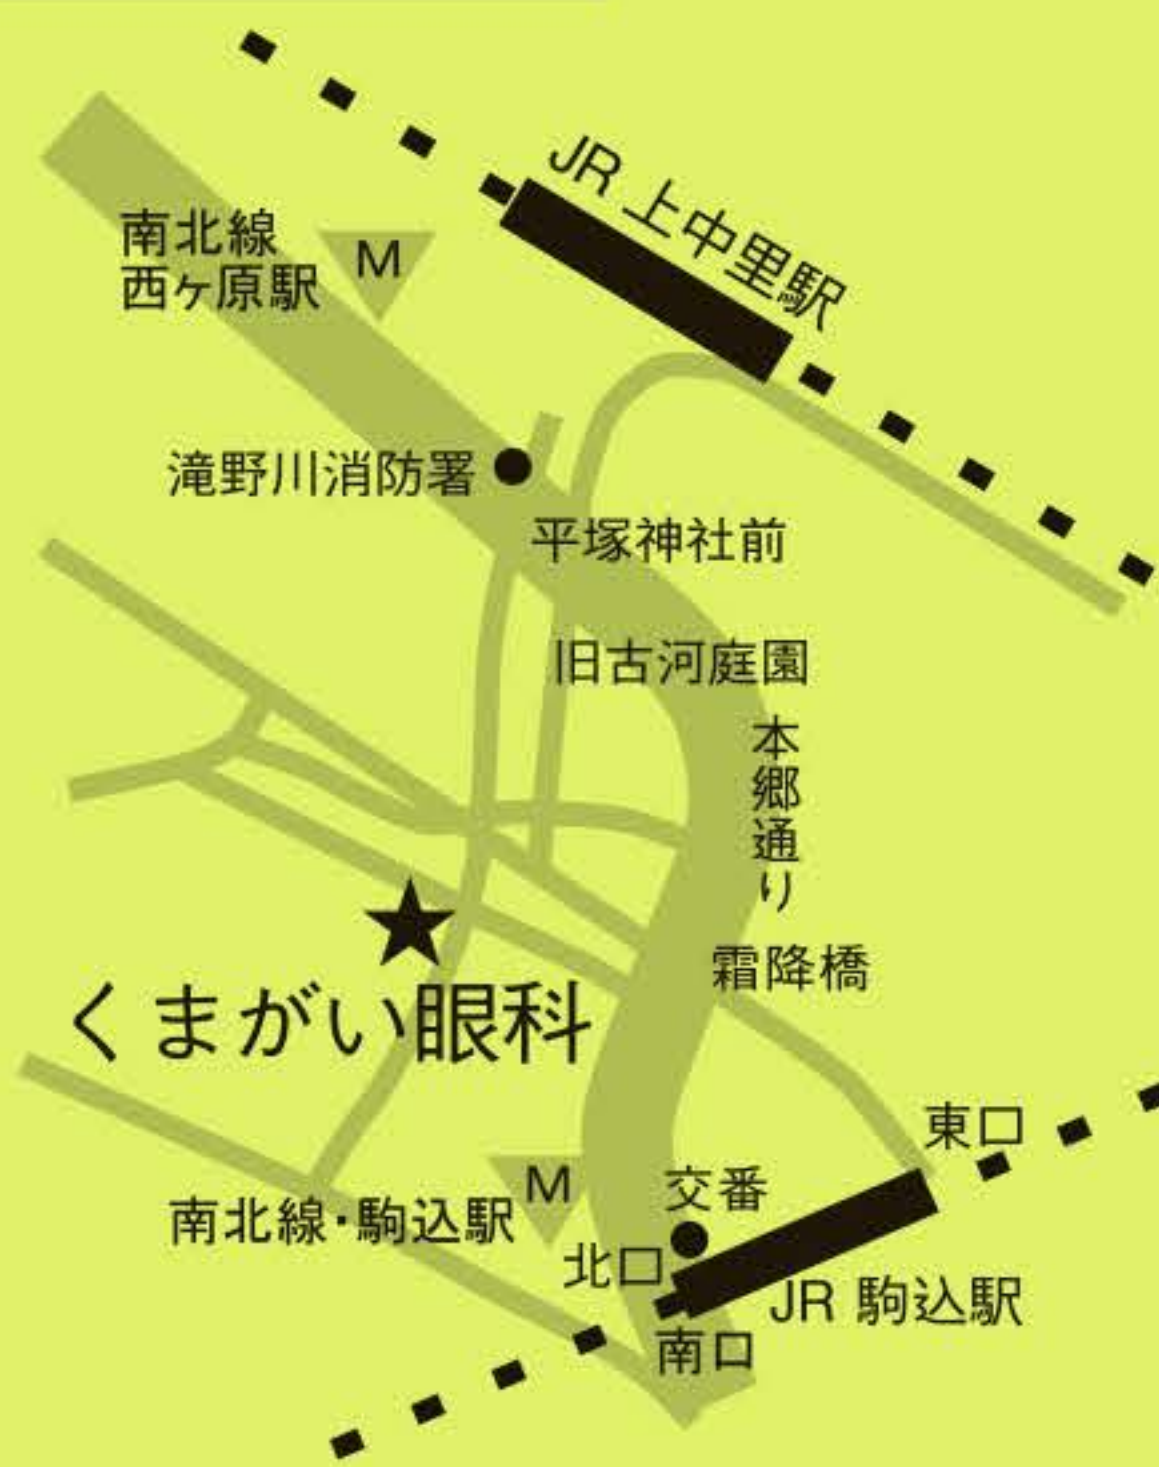 JR 上中里駅
南北線
西ヶ原駅
M
滝野川消防署
平塚神社前
旧古河庭園
本郷通り
霜降橋
くまがい眼科
東口
M
交番
南北線・駒込駅
北口
JR 駒込駅
南口